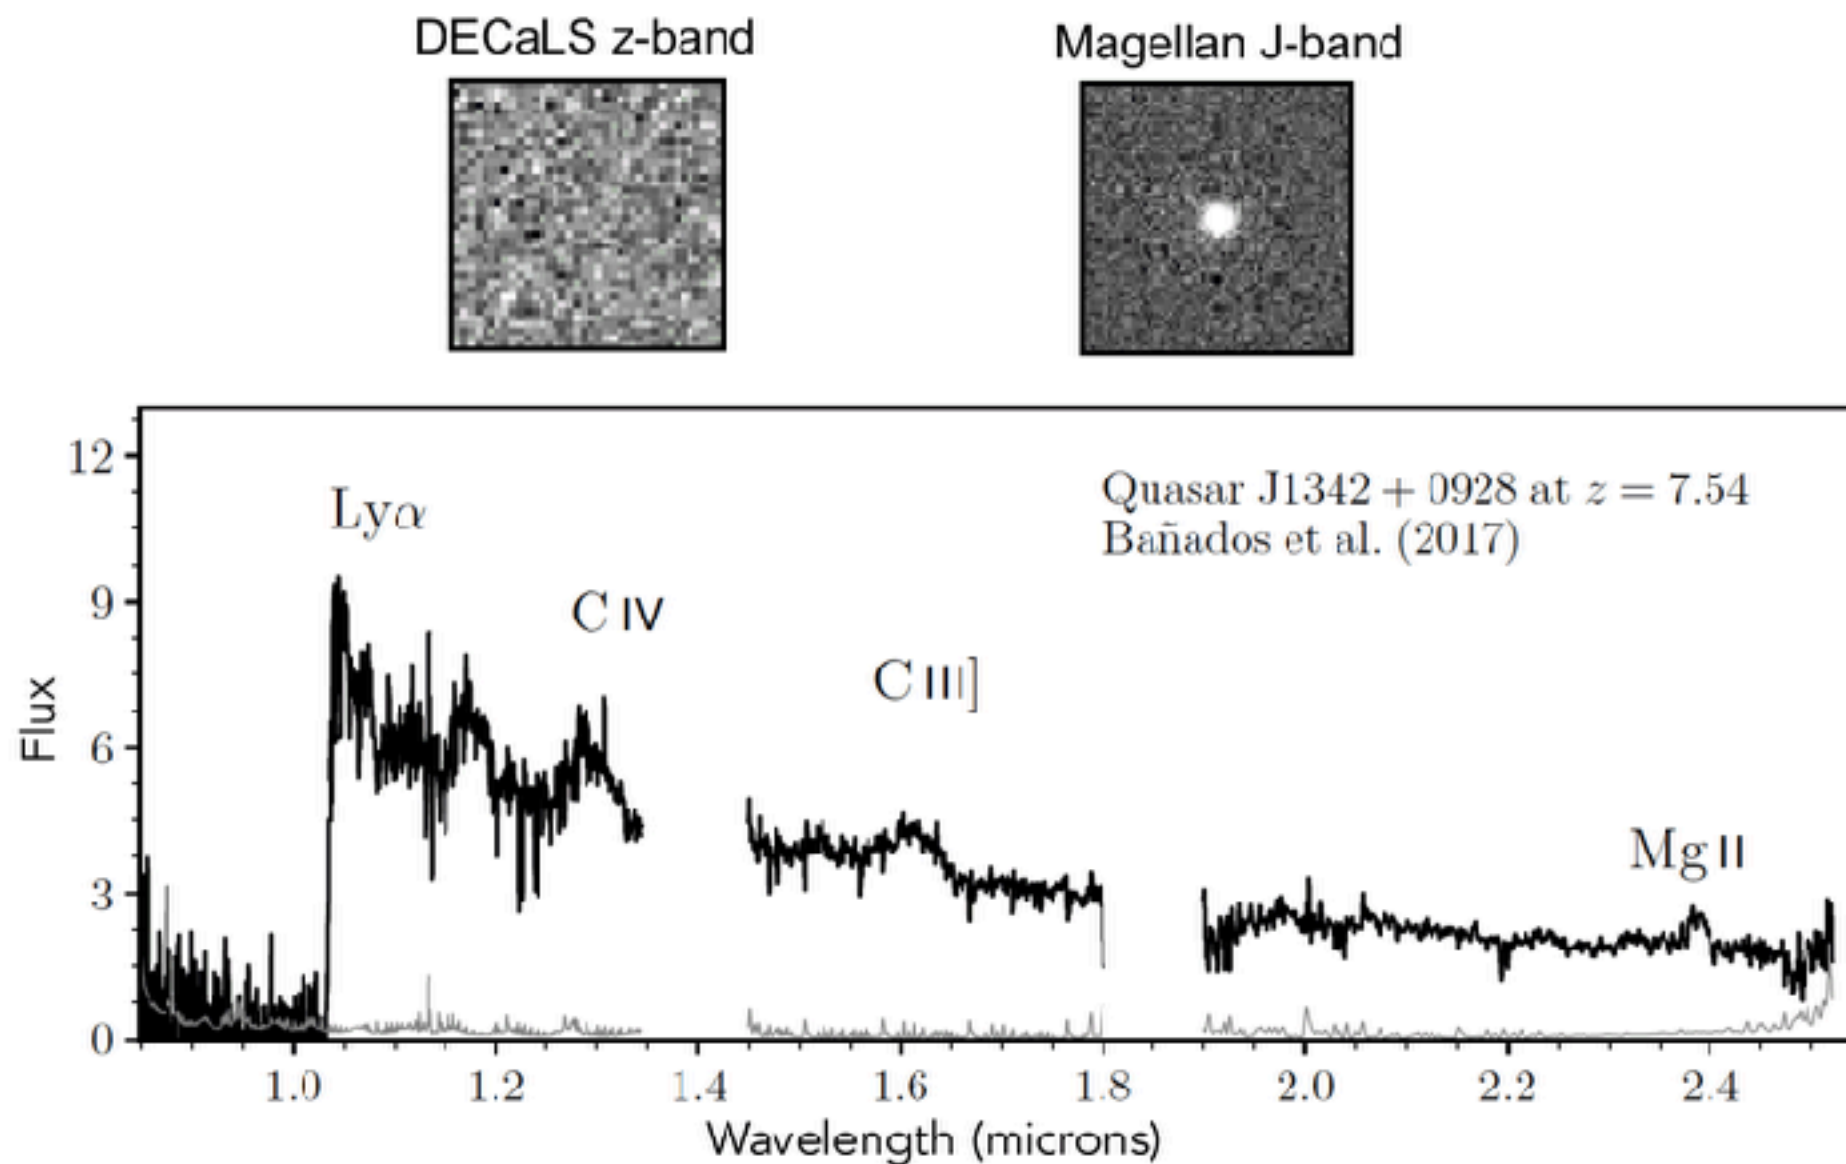 DECaLS z-band
Magellan J-band
Quasar J1342 + 0928 at z = 7.54
Bañados et al. (2017)
Lyα
C IV
C III]
Mg II
Flux
12
9
6
3
0
1.0 1.2 1.4 1.6 1.8 2.0 2.2 2.4
Wavelength (microns)